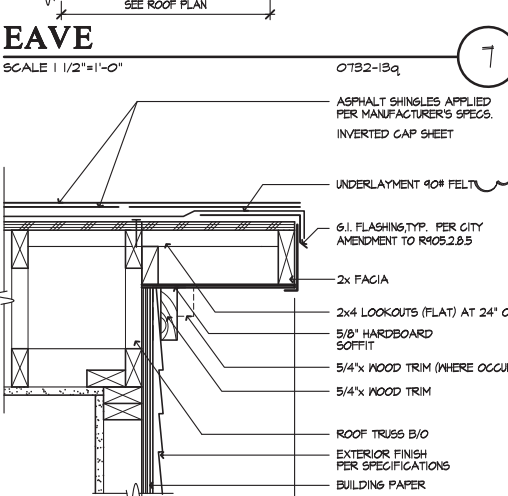 SEE ROOF PLAN
EAVE
SCALE 1 1/2"=1'-0"
0732-13q
7
ASPHALT SHINGLES APPLIED
PER MANUFACTURER'S SPECS.
INVERTED CAP SHEET
UNDERLAYMENT 90# FELT
G.I. FLASHING,TYP. PER CITY
AMENDMENT TO R905.2.8.5
2x FACIA
2x4 LOOKOUTS (FLAT) AT 24"
5/8" HARDBOARD
SOFFIT
5/4"x WOOD TRIM (WHERE
5/4"x WOOD TRIM
ROOF TRUSS B/O
EXTERIOR FINISH
PER SPECIFICATIONS
BUILDING PAPER